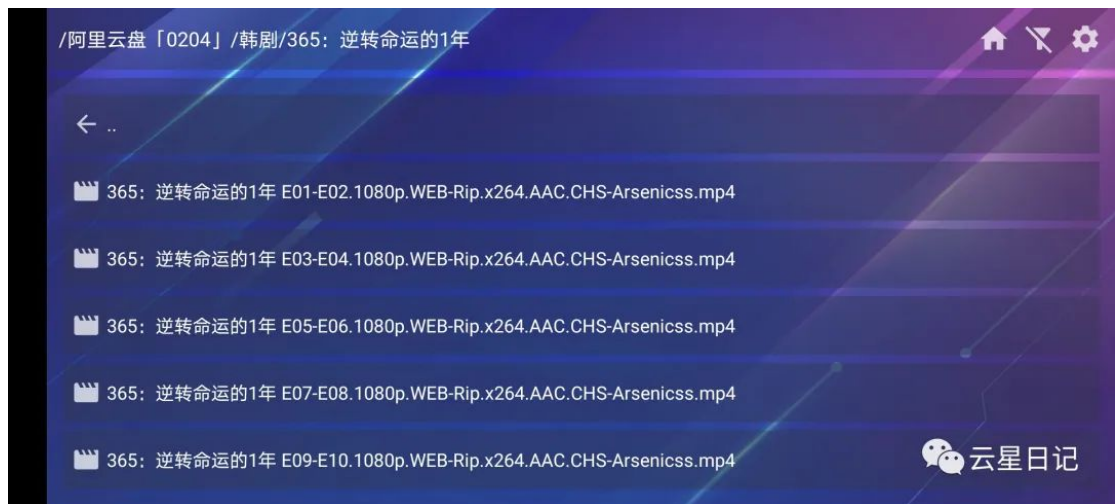 /阿里云盘「0204」/韩剧/365：逆转命运的1年
..
365：逆转命运的1年 E01-E02.1080p.WEB-Rip.x264.AAC.CHS-Arsenicss.mp4
365：逆转命运的1年 E03-E04.1080p.WEB-Rip.x264.AAC.CHS-Arsenicss.mp4
365：逆转命运的1年 E05-E06.1080p.WEB-Rip.x264.AAC.CHS-Arsenicss.mp4
365：逆转命运的1年 E07-E08.1080p.WEB-Rip.x264.AAC.CHS-Arsenicss.mp4
365：逆转命运的1年 E09-E10.1080p.WEB-Rip.x264.AAC.CHS-Arsenicss.mp4
云星日记